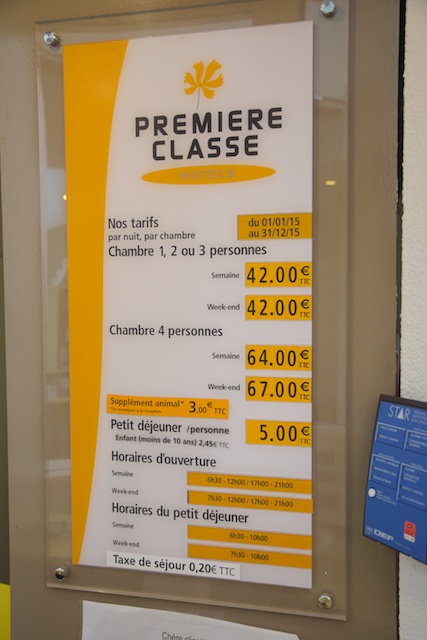 PREMIERE
CLASSE
HOTELS
Nos tarifs
par nuit, par chambre
du 01/01/15
au 31/12/15
Chambre 1, 2 ou 3 personnes
Semaine 42.00€ TTC
Week-end 42.00€ TTC
Chambre 4 personnes
Semaine 64.00€ TTC
Week-end 67.00€ TTC
Supplément animal* 3,00€ TTC
Petit déjeuner /personne 5.00€ TTC
Enfant (moins de 10 ans) 2,45€ TTC
Horaires d'ouverture
Semaine 6h30 - 12h00 / 17h00 - 21h00
Week-end 7h30 - 12h00 / 17h00 - 21h00
Horaires du petit déjeuner
Semaine 6h30 - 10h00
Week-end 7h30 - 10h00
Taxe de séjour 0,20€ TTC
STAR